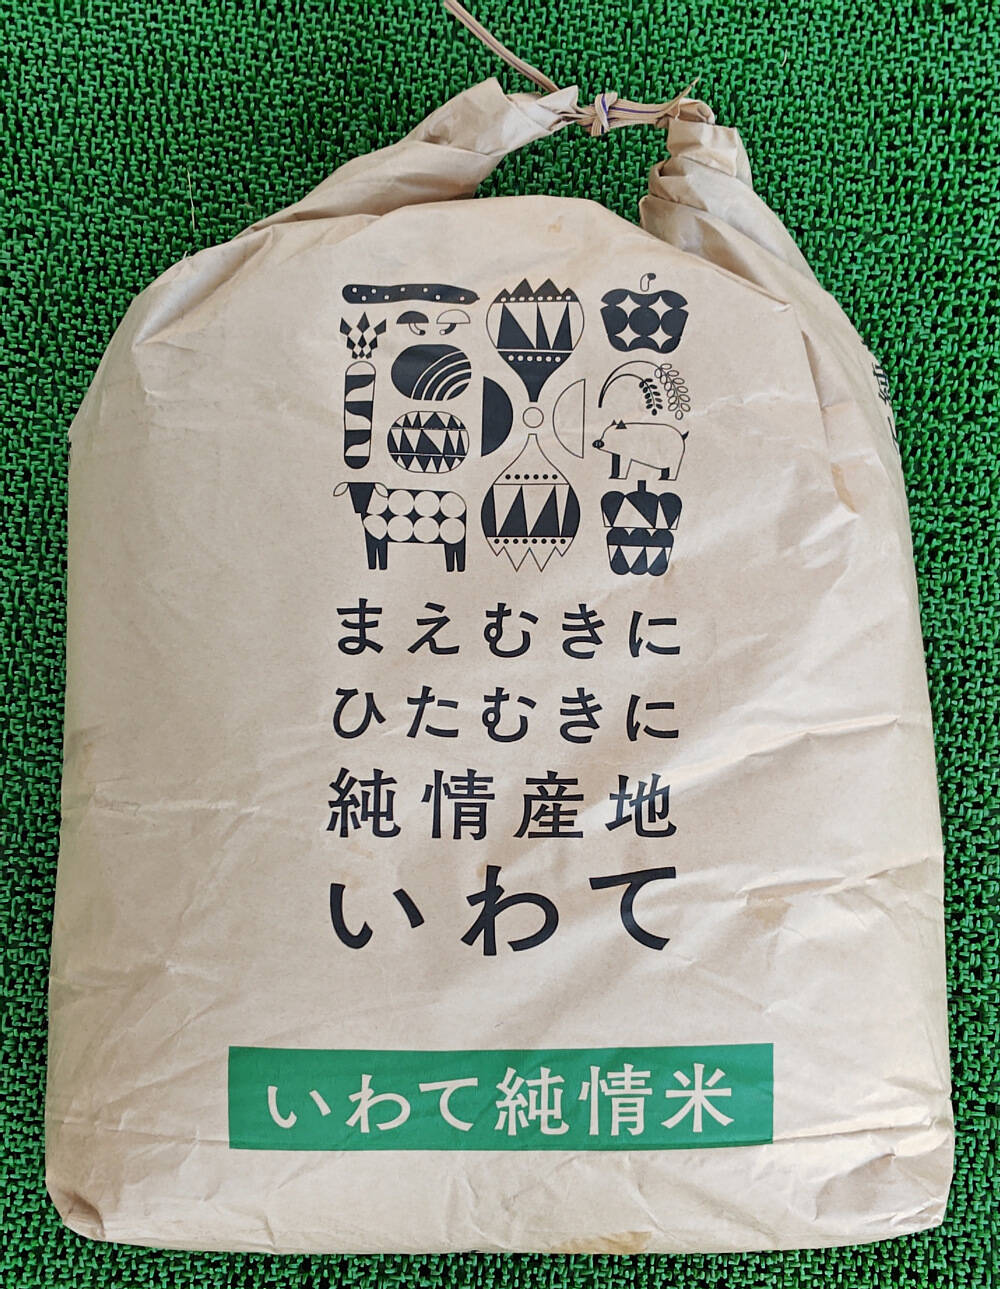 まえむきに
ひたむきに
純情産地
いわて
いわて純情米